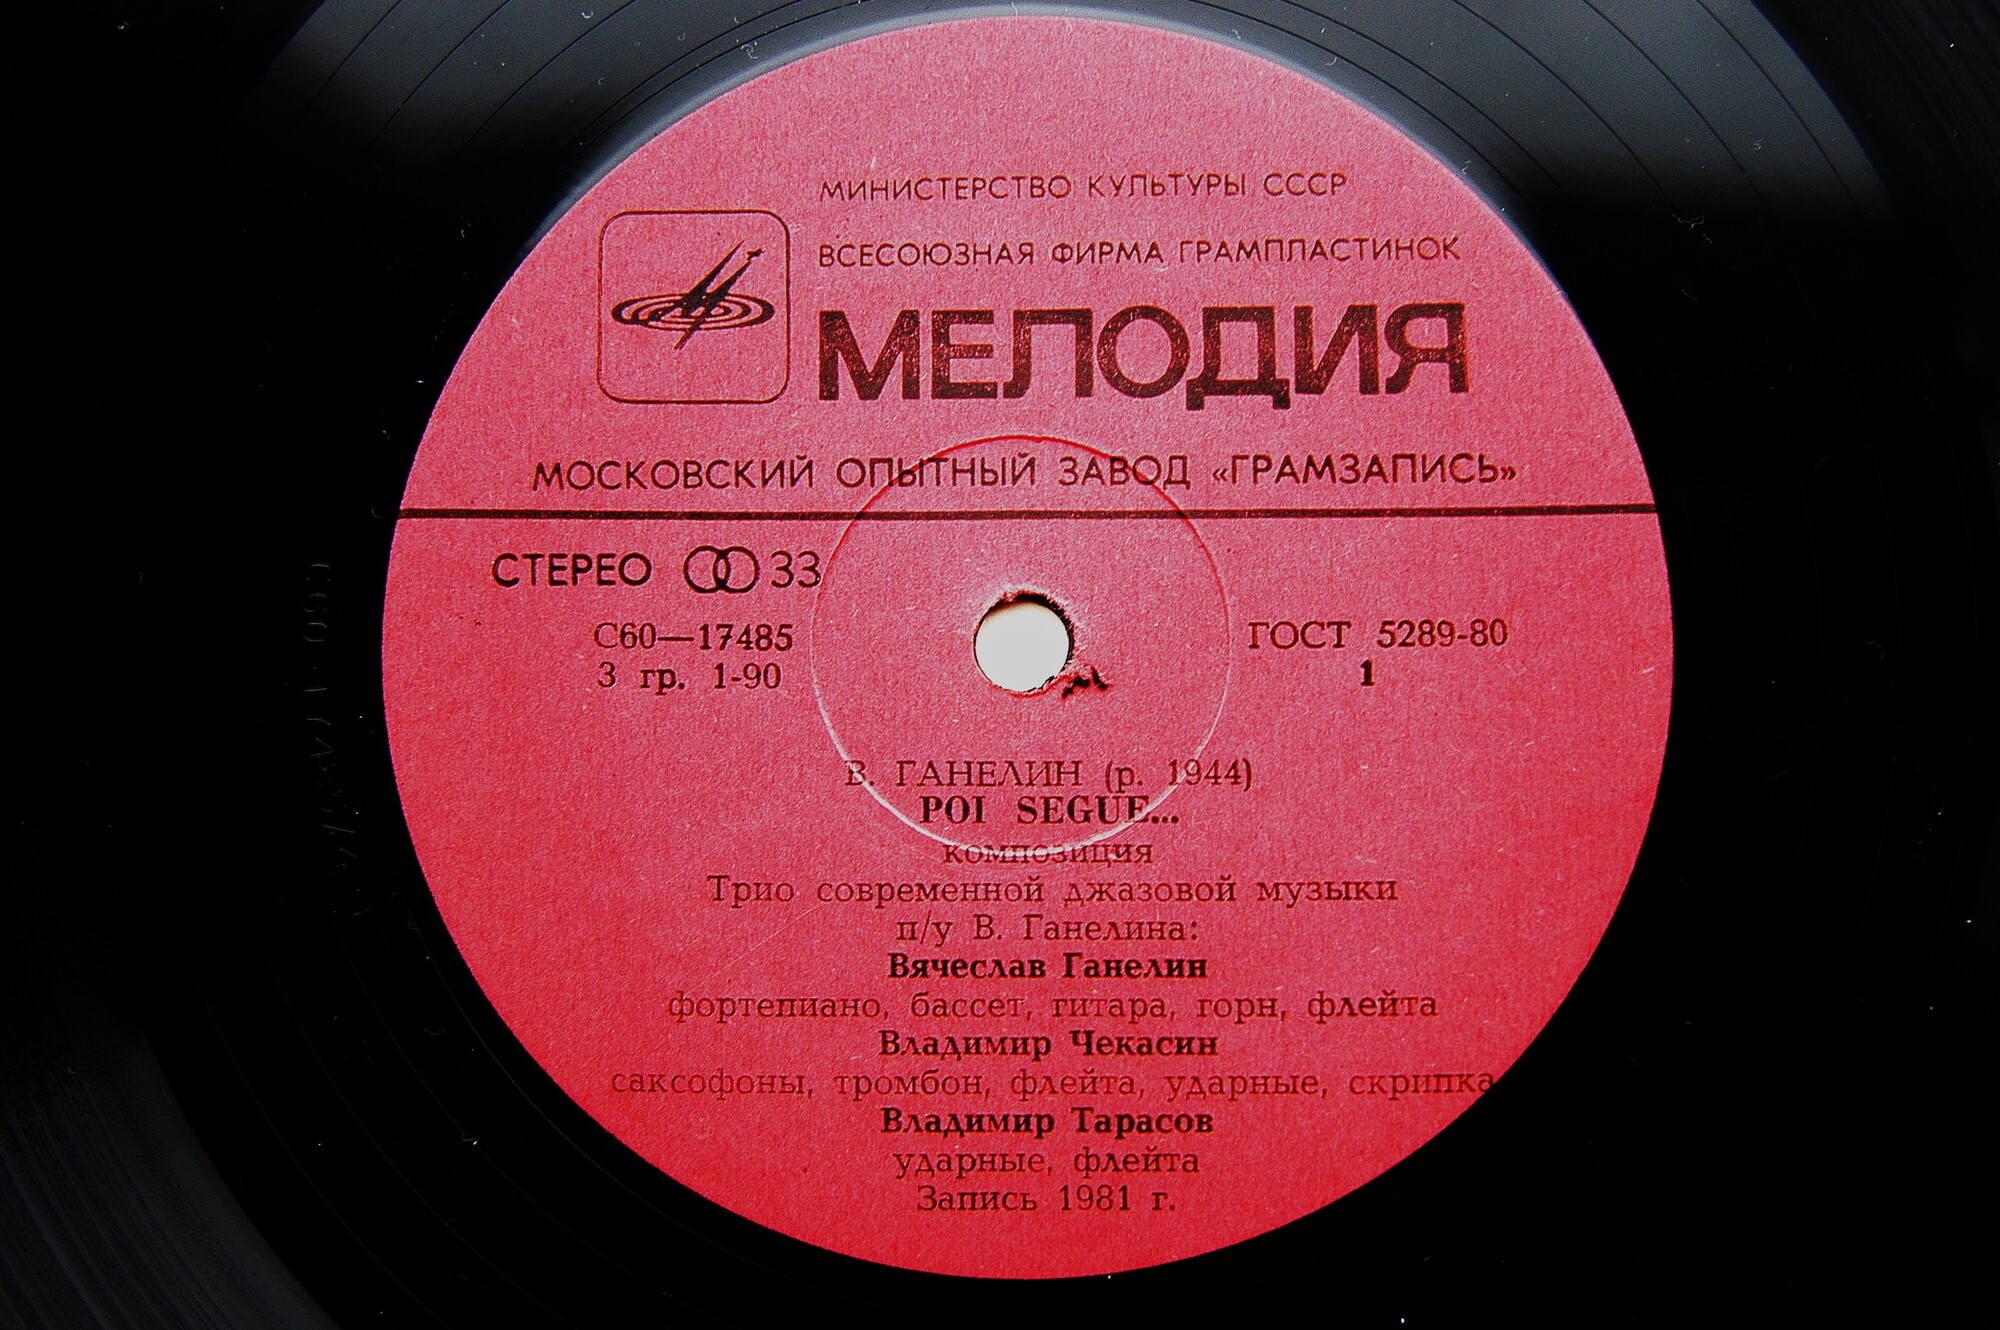 МИНИСТЕРСТВО КУЛЬТУРЫ СССР
ВСЕСОЮЗНАЯ ФИРМА ГРАМПЛАСТИНОК
МЕЛОДИЯ
МОСКОВСКИЙ ОПЫТНЫЙ ЗАВОД «ГРАМЗАПИСЬ»
СТЕРЕО 33
С60—17485
3 гр. 1-90
ГОСТ 5289-80
1
В. ГАНЕЛИН (р. 1944)
POI SEGUE...
композиция
Трио современной джазовой музыки
п/у В. Ганелина:
Вячеслав Ганелин
фортепиано, бассет, гитара, горн, флейта
Владимир Чекасин
саксофоны, тромбон, флейта, ударные, скрипка
Владимир Тарасов
ударные, флейта
Запись 1981 г.